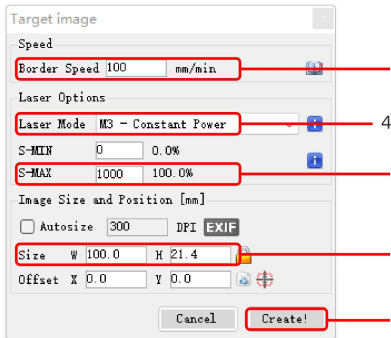 Target image
Speed
Border Speed 100 mm/min
Laser Options
Laser Mode M3 - Constant Power
4
S-MIN 0 0.0%
S-MAX 1000 100.0%
Image Size and Position [mm]
Autosize 300 DPI EXIF
Size W 100.0 H 21.4
Offset X 0.0 Y 0.0
Cancel Create!